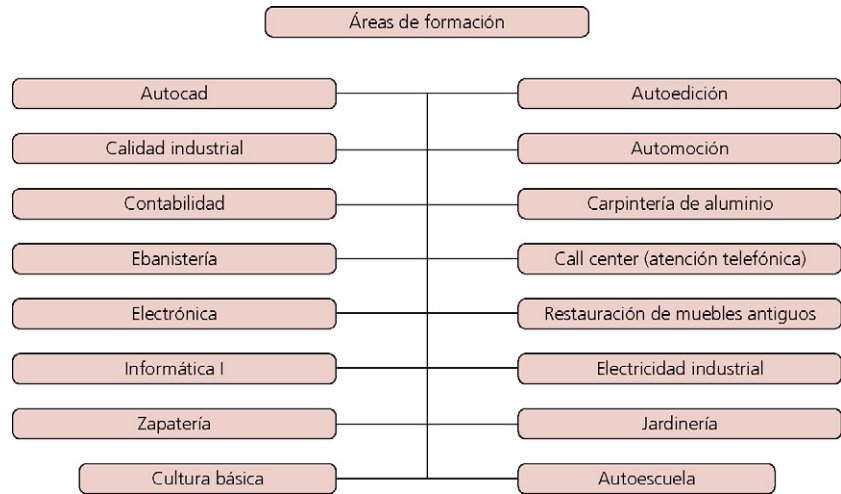 Áreas de formación
Autocad
Autoedición
Calidad industrial
Automoción
Contabilidad
Carpintería de aluminio
Ebanistería
Call center (atención telefónica)
Electrónica
Restauración de muebles antiguos
Informática I
Electricidad industrial
Zapatería
Jardinería
Cultura básica
Autoescuela